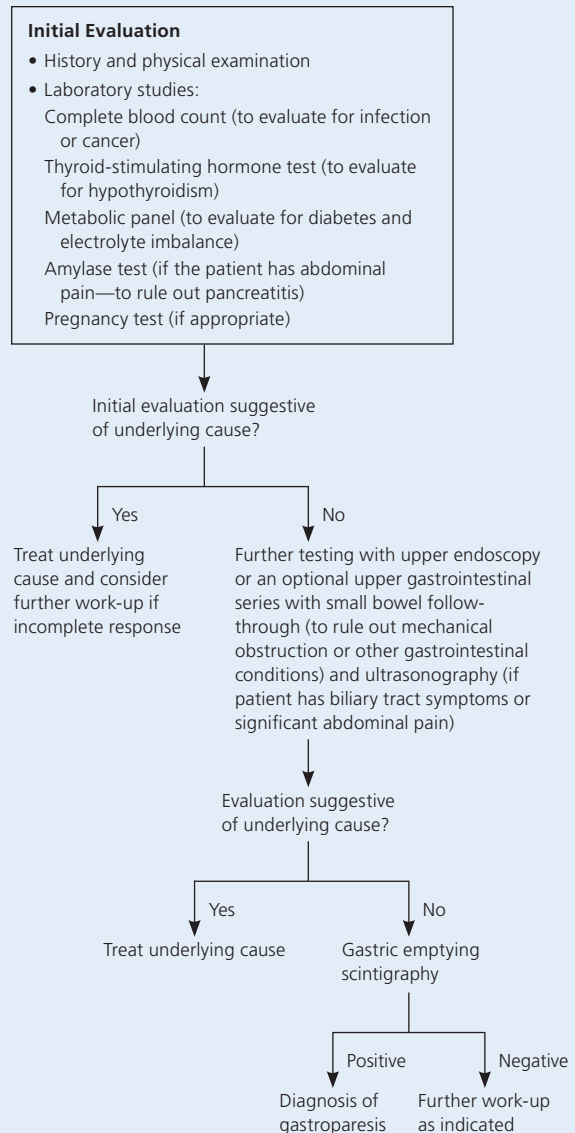 Initial Evaluation
• History and physical examination
• Laboratory studies:
Complete blood count (to evaluate for infection
or cancer)
Thyroid-stimulating hormone test (to evaluate
for hypothyroidism)
Metabolic panel (to evaluate for diabetes and
electrolyte imbalance)
Amylase test (if the patient has abdominal
pain—to rule out pancreatitis)
Pregnancy test (if appropriate)
Initial evaluation suggestive
of underlying cause?
Yes
No
Treat underlying
cause and consider
further work-up if
incomplete response
Further testing with upper endoscopy
or an optional upper gastrointestinal
series with small bowel follow-
through (to rule out mechanical
obstruction or other gastrointestinal
conditions) and ultrasonography (if
patient has biliary tract symptoms or
significant abdominal pain)
Evaluation suggestive
of underlying cause?
Yes
No
Treat underlying cause
Gastric emptying
scintigraphy
Positive
Negative
Diagnosis of
gastroparesis
Further work-up
as indicated